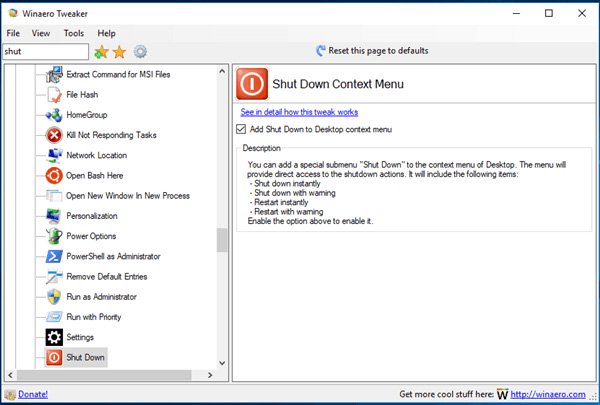 Winaero Tweaker
File View Tools Help
shut
Reset this page to defaults
Extract Command for MSI Files
File Hash
HomeGroup
Kill Not Responding Tasks
Network Location
Open Bash Here
Open New Window In New Process
Personalization
Power Options
PowerShell as Administrator
Remove Default Entries
Run as Administrator
Run with Priority
Settings
Shut Down
Shut Down Context Menu
See in detail how this tweak works
Add Shut Down to Desktop context menu
Description
You can add a special submenu "Shut Down" to the context menu of Desktop. The menu will
provide direct access to the shutdown actions. It will include the following items:
- Shut down instantly
- Shut down with warning
- Restart instantly
- Restart with warning
Enable the option above to enable it.
Donate!
Get more cool stuff here: W http://winaero.com